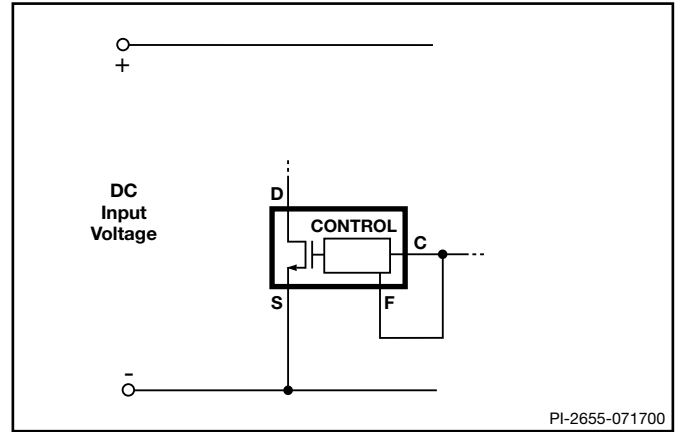 +
DC
Input
Voltage
D
CONTROL
C
S
F
-
PI-2655-071700